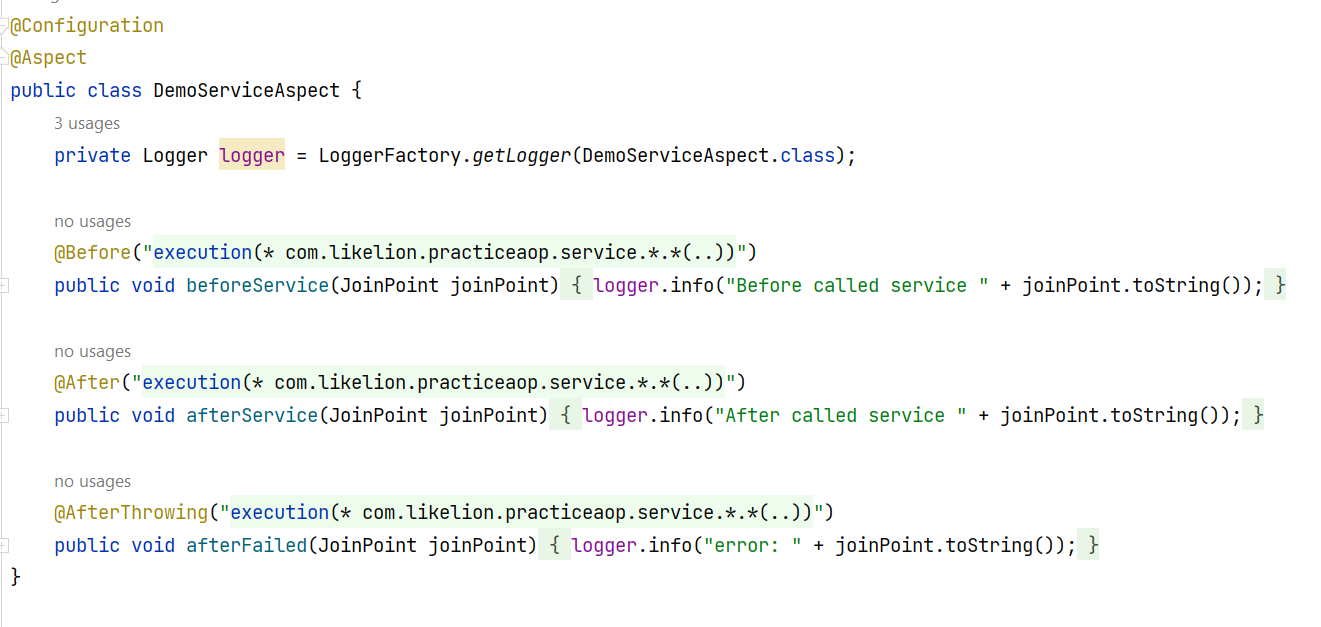 @Configuration
@Aspect
public class DemoServiceAspect {
3 usages
private Logger logger = LoggerFactory.getLogger(DemoServiceAspect.class);
no usages
@Before("execution(* com.likelion.practiceaop.service.*.*(..))")
public void beforeService(JoinPoint joinPoint) { logger.info("Before called service " + joinPoint.toString()); }
no usages
@After("execution(* com.likelion.practiceaop.service.*.*(..))")
public void afterService(JoinPoint joinPoint) { logger.info("After called service " + joinPoint.toString()); }
no usages
@AfterThrowing("execution(* com.likelion.practiceaop.service.*.*(..))")
public void afterFailed(JoinPoint joinPoint) { logger.info("error: " + joinPoint.toString()); }
}